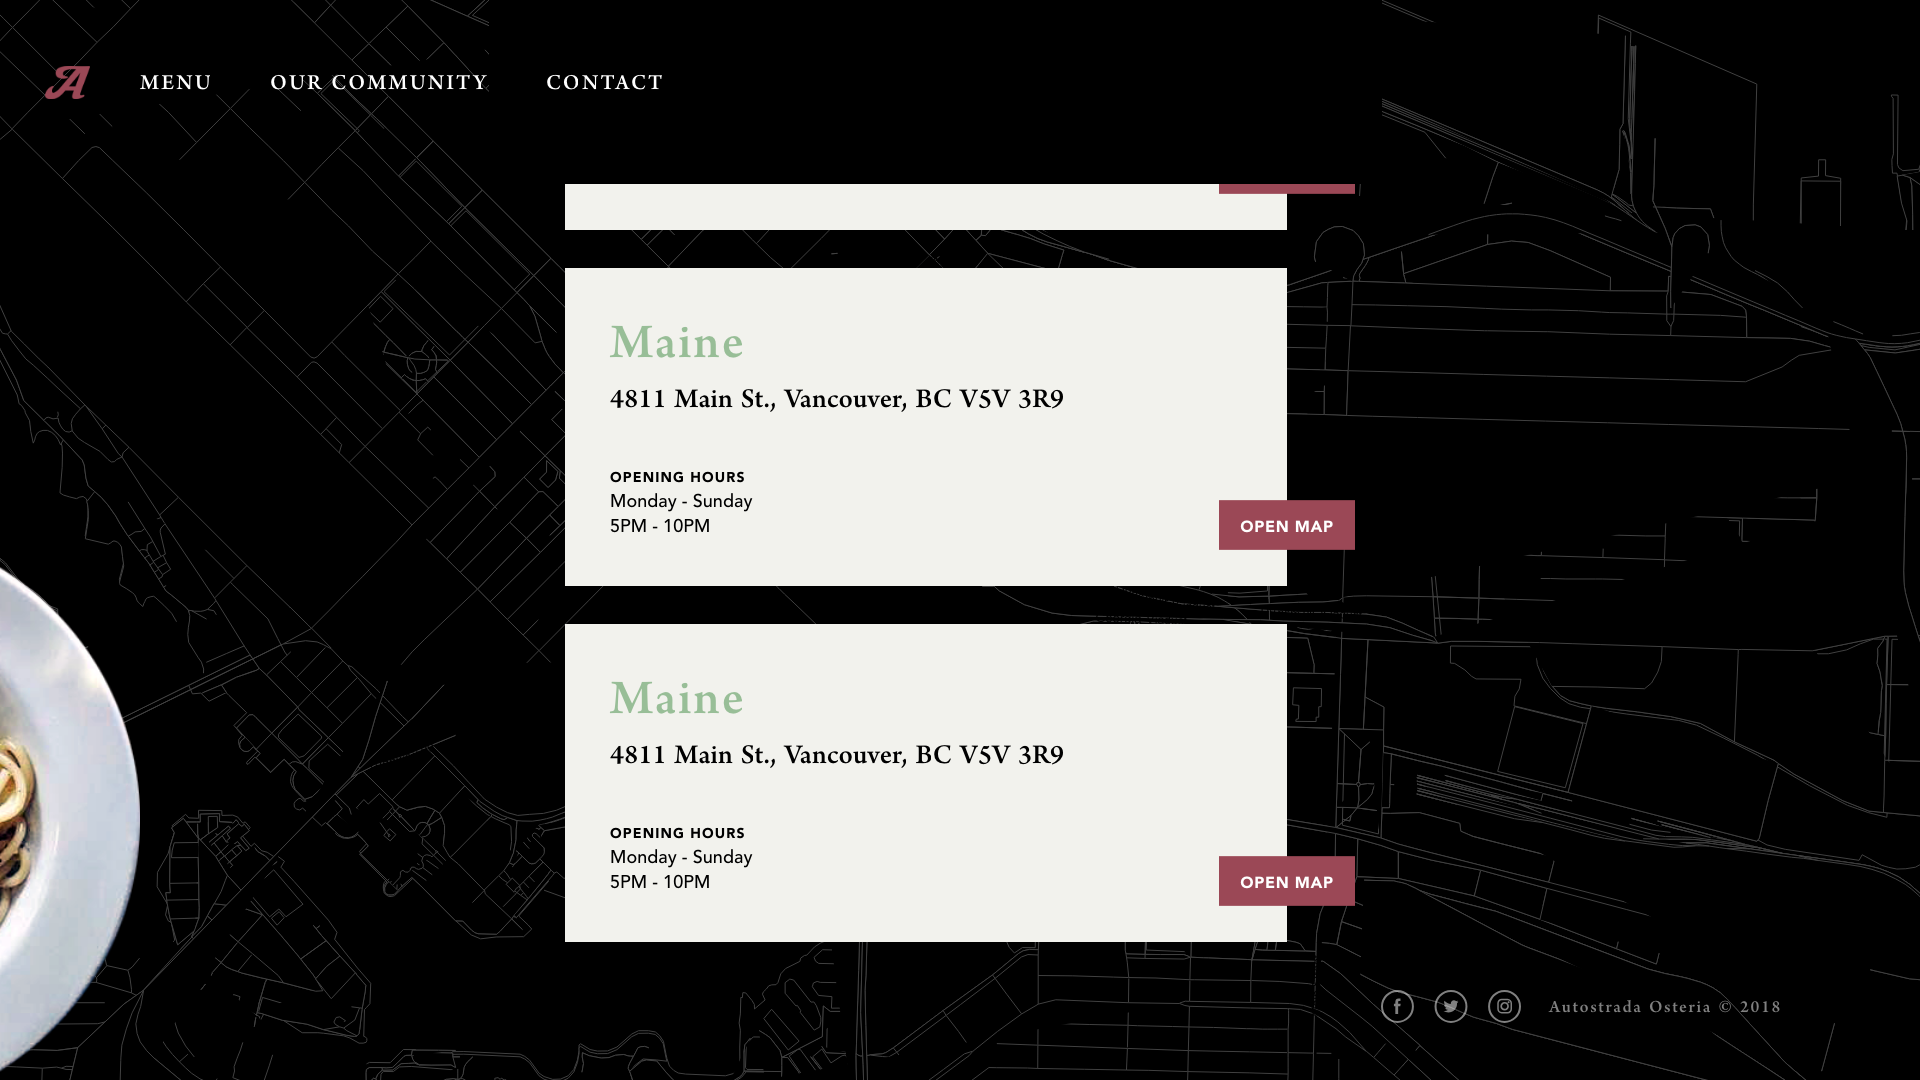 A
MENU
OUR COMMUNITY
CONTACT
Maine
4811 Main St., Vancouver, BC V5V 3R9
OPENING HOURS
Monday - Sunday
5PM - 10PM
OPEN MAP
Maine
4811 Main St., Vancouver, BC V5V 3R9
OPENING HOURS
Monday - Sunday
5PM - 10PM
OPEN MAP
Autostrada Osteria © 2018